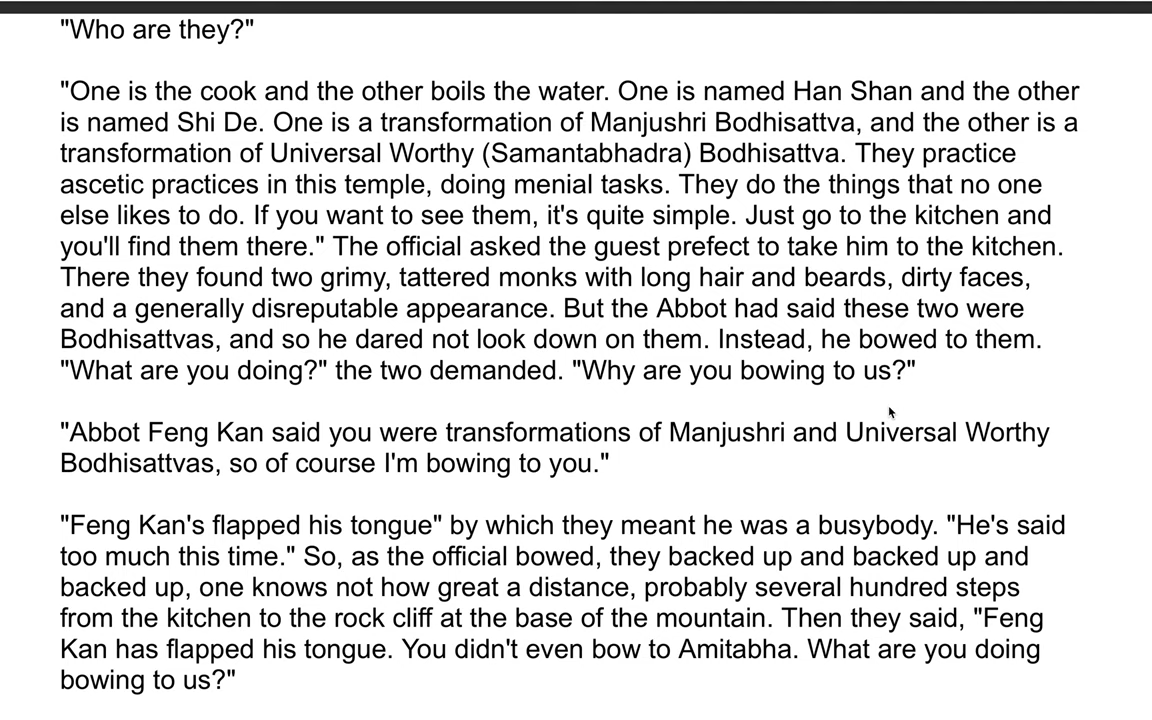 "Who are they?"
"One is the cook and the other boils the water. One is named Han Shan and the other
is named Shi De. One is a transformation of Manjushri Bodhisattva, and the other is a
transformation of Universal Worthy (Samantabhadra) Bodhisattva. They practice
ascetic practices in this temple, doing menial tasks. They do the things that no one
else likes to do. If you want to see them, it's quite simple. Just go to the kitchen and
you'll find them there." The official asked the guest prefect to take him to the kitchen.
There they found two grimy, tattered monks with long hair and beards, dirty faces,
and a generally disreputable appearance. But the Abbot had said these two were
Bodhisattvas, and so he dared not look down on them. Instead, he bowed to them.
"What are you doing?" the two demanded. "Why are you bowing to us?"
"Abbot Feng Kan said you were transformations of Manjushri and Universal Worthy
Bodhisattvas, so of course I'm bowing to you."
"Feng Kan's flapped his tongue" by which they meant he was a busybody. "He's said
too much this time." So, as the official bowed, they backed up and backed up and
backed up, one knows not how great a distance, probably several hundred steps
from the kitchen to the rock cliff at the base of the mountain. Then they said, "Feng
Kan has flapped his tongue. You didn't even bow to Amitabha. What are you doing
bowing to us?"